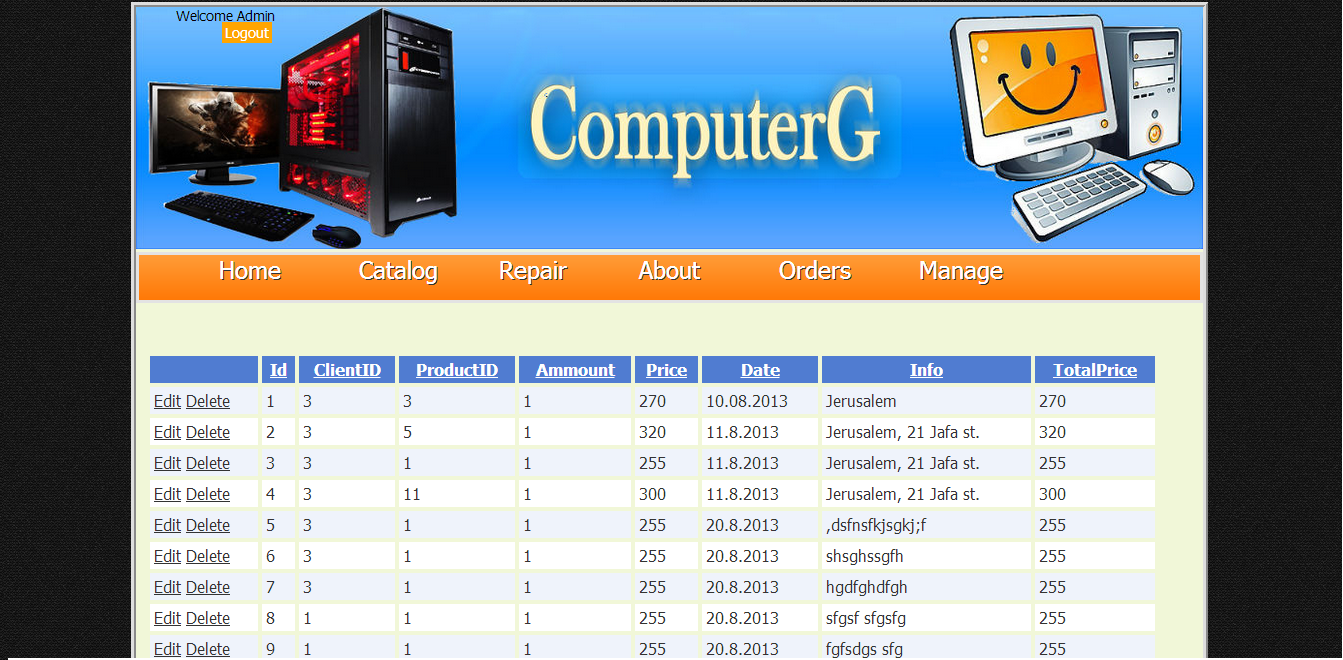 Welcome Admin
Logout
ComputerG
Home Catalog Repair About Orders Manage
Id ClientID ProductID Ammount Price Date Info TotalPrice
Edit Delete 1 3 3 1 270 10.08.2013 Jerusalem 270
Edit Delete 2 3 5 1 320 11.8.2013 Jerusalem, 21 Jafa st. 320
Edit Delete 3 3 1 1 255 11.8.2013 Jerusalem, 21 Jafa st. 255
Edit Delete 4 3 11 1 300 11.8.2013 Jerusalem, 21 Jafa st. 300
Edit Delete 5 3 1 1 255 20.8.2013 ,dsfnsfkjsgkj;f 255
Edit Delete 6 3 1 1 255 20.8.2013 shsghssgfh 255
Edit Delete 7 3 1 1 255 20.8.2013 hgdfghdfgh 255
Edit Delete 8 1 1 1 255 20.8.2013 sfgsf sfgsfg 255
Edit Delete 9 1 1 1 255 20.8.2013 fgfsdgs sfg 255